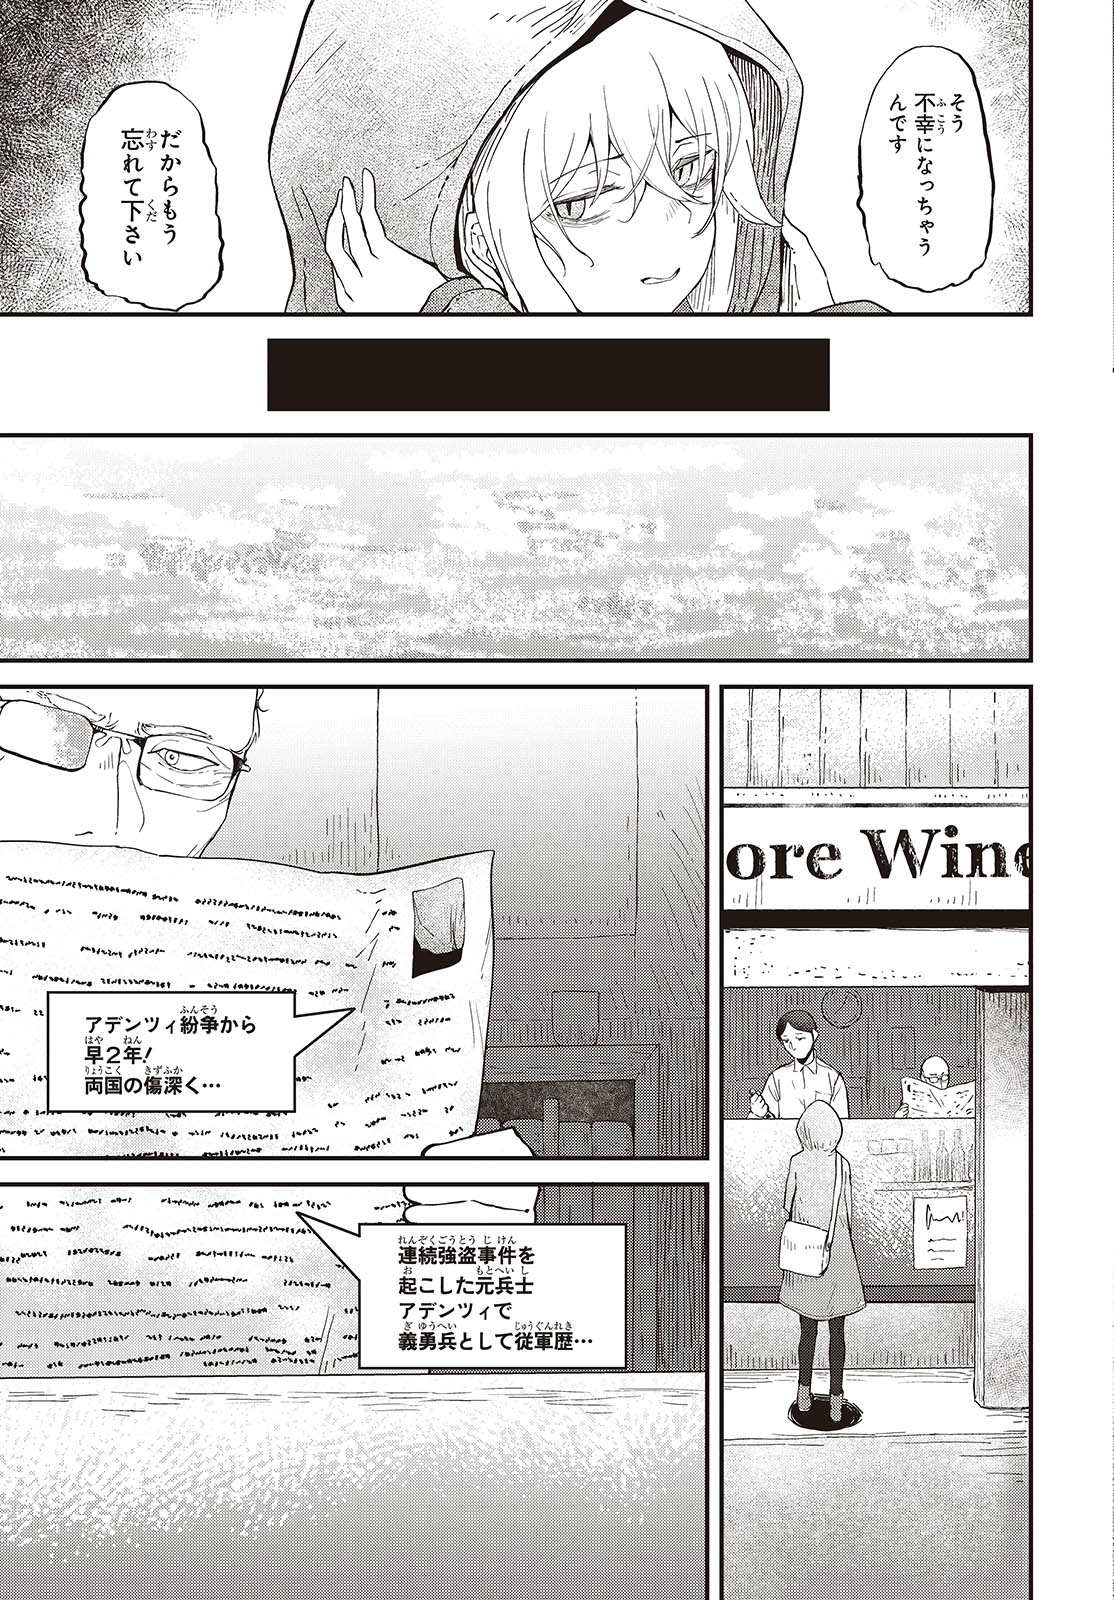 そう
不幸になっちゃう
んです
だからもう
忘れて下さい
ore Wine
アデンツィ紛争から
早2年!
両国の傷深く…
連続強盗事件を
起こした元兵士
アデンツィで
義勇兵として従軍歴…